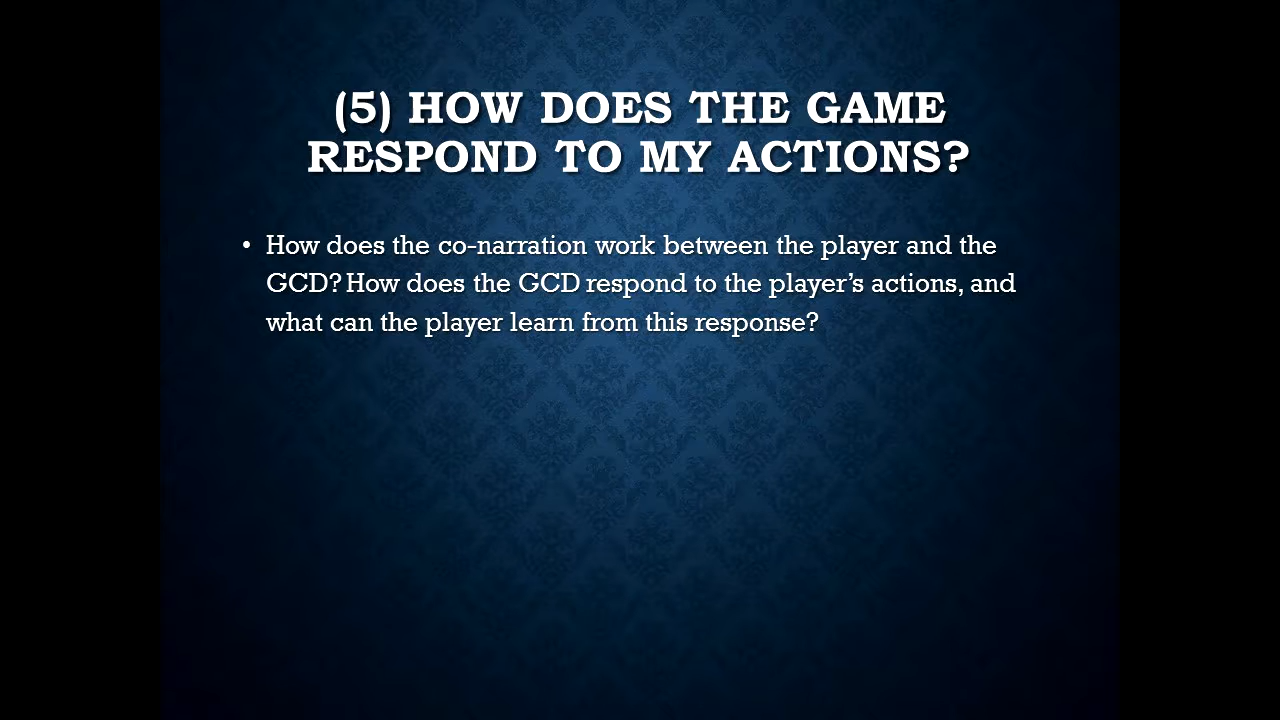 (5) HOW DOES THE GAME
RESPOND TO MY ACTIONS?
• How does the co-narration work between the player and the
GCD? How does the GCD respond to the player’s actions, and
what can the player learn from this response?